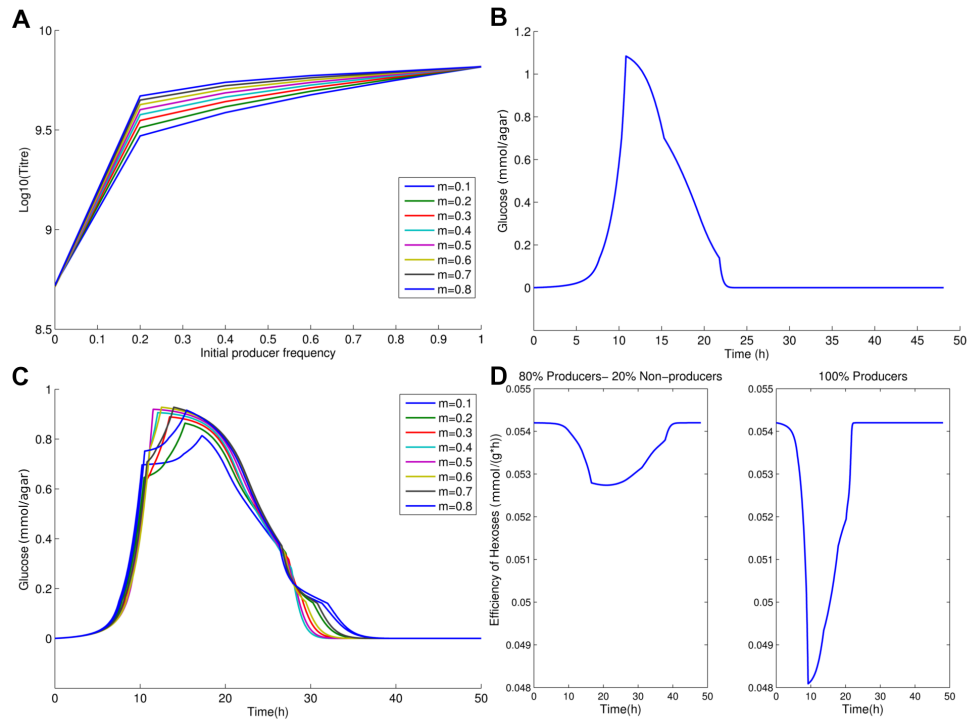 A
10
9.5
9
8.5
Log10(Titre)
0 0.1 0.2 0.3 0.4 0.5 0.6 0.7 0.8 0.9 1
Initial producer frequency
m=0.1
m=0.2
m=0.3
m=0.4
m=0.5
m=0.6
m=0.7
m=0.8
B
1.2
1
0.8
0.6
0.4
0.2
0
Glucose (mmol/agar)
0 5 10 15 20 25 30 35 40 45 50
Time (h)
C
1
0.8
0.6
0.4
0.2
0
Glucose (mmol/agar)
0 10 20 30 40 50
Time(h)
m=0.1
m=0.2
m=0.3
m=0.4
m=0.5
m=0.6
m=0.7
m=0.8
D
80% Producers– 20% Non-producers
0.055
0.054
0.053
0.052
0.051
0.05
0.049
0.048
Efficiency of Hexoses (mmol/(g*h))
0 10 20 30 40 50
Time(h)
100% Producers
0.055
0.054
0.053
0.052
0.051
0.05
0.049
0.048
0 10 20 30 40 50
Time(h)